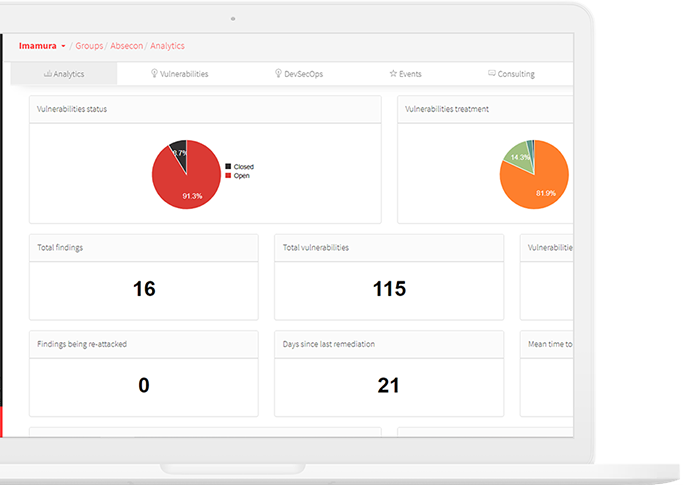 Imamura / Groups / Absecon / Analytics
Analytics Vulnerabilities DevSecOps Events Consulting
Vulnerabilities status
8.7%
91.3%
Closed
Open
Vulnerabilities treatment
14.3%
81.9%
Total findings
16
Total vulnerabilities
115
Vulnerabilitie
Findings being re-attacked
0
Days since last remediation
21
Mean time to